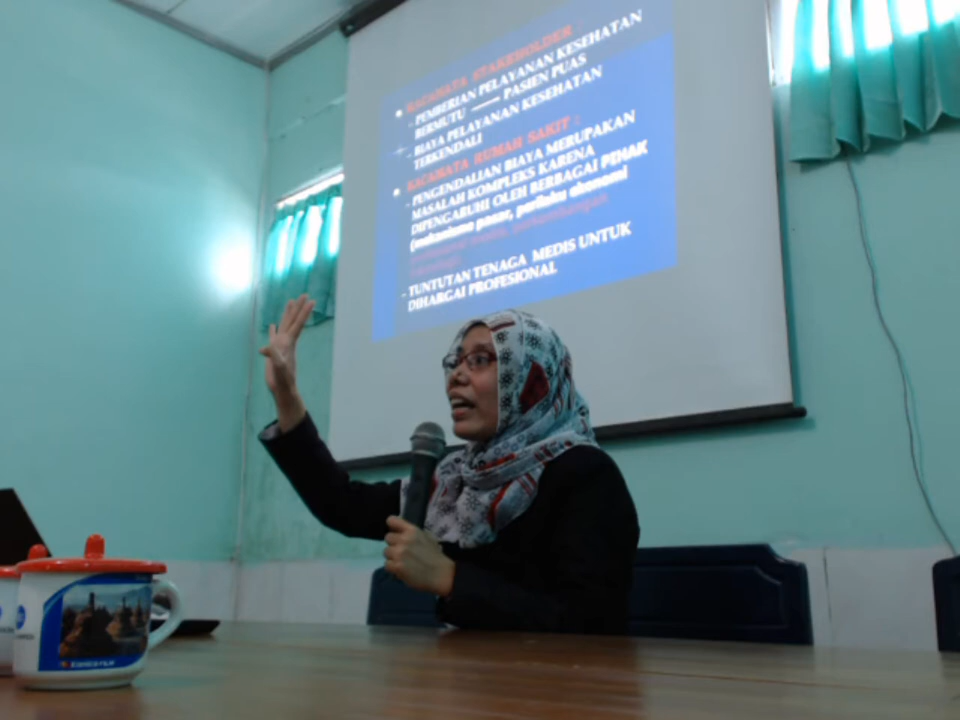 KACAMATA STAKEHOLDER
- PEMBERIAN PELAYANAN KESEHATAN
BERMUTU PASIEN PUAS
- BIAYA PELAYANAN KESEHATAN
TERKENDALI
KACAMATA RUMAH SAKIT :
- PENGENDALIAN BIAYA MERUPAKAN
MASALAH KOMPLEKS KARENA
DIPENGARUHI OLEH BERBAGAI PIHAK
(mekanisme pasar, perilaku ekonomi
- TUNTUTAN TENAGA MEDIS UNTUK
DIHARGAI PROFESIONAL